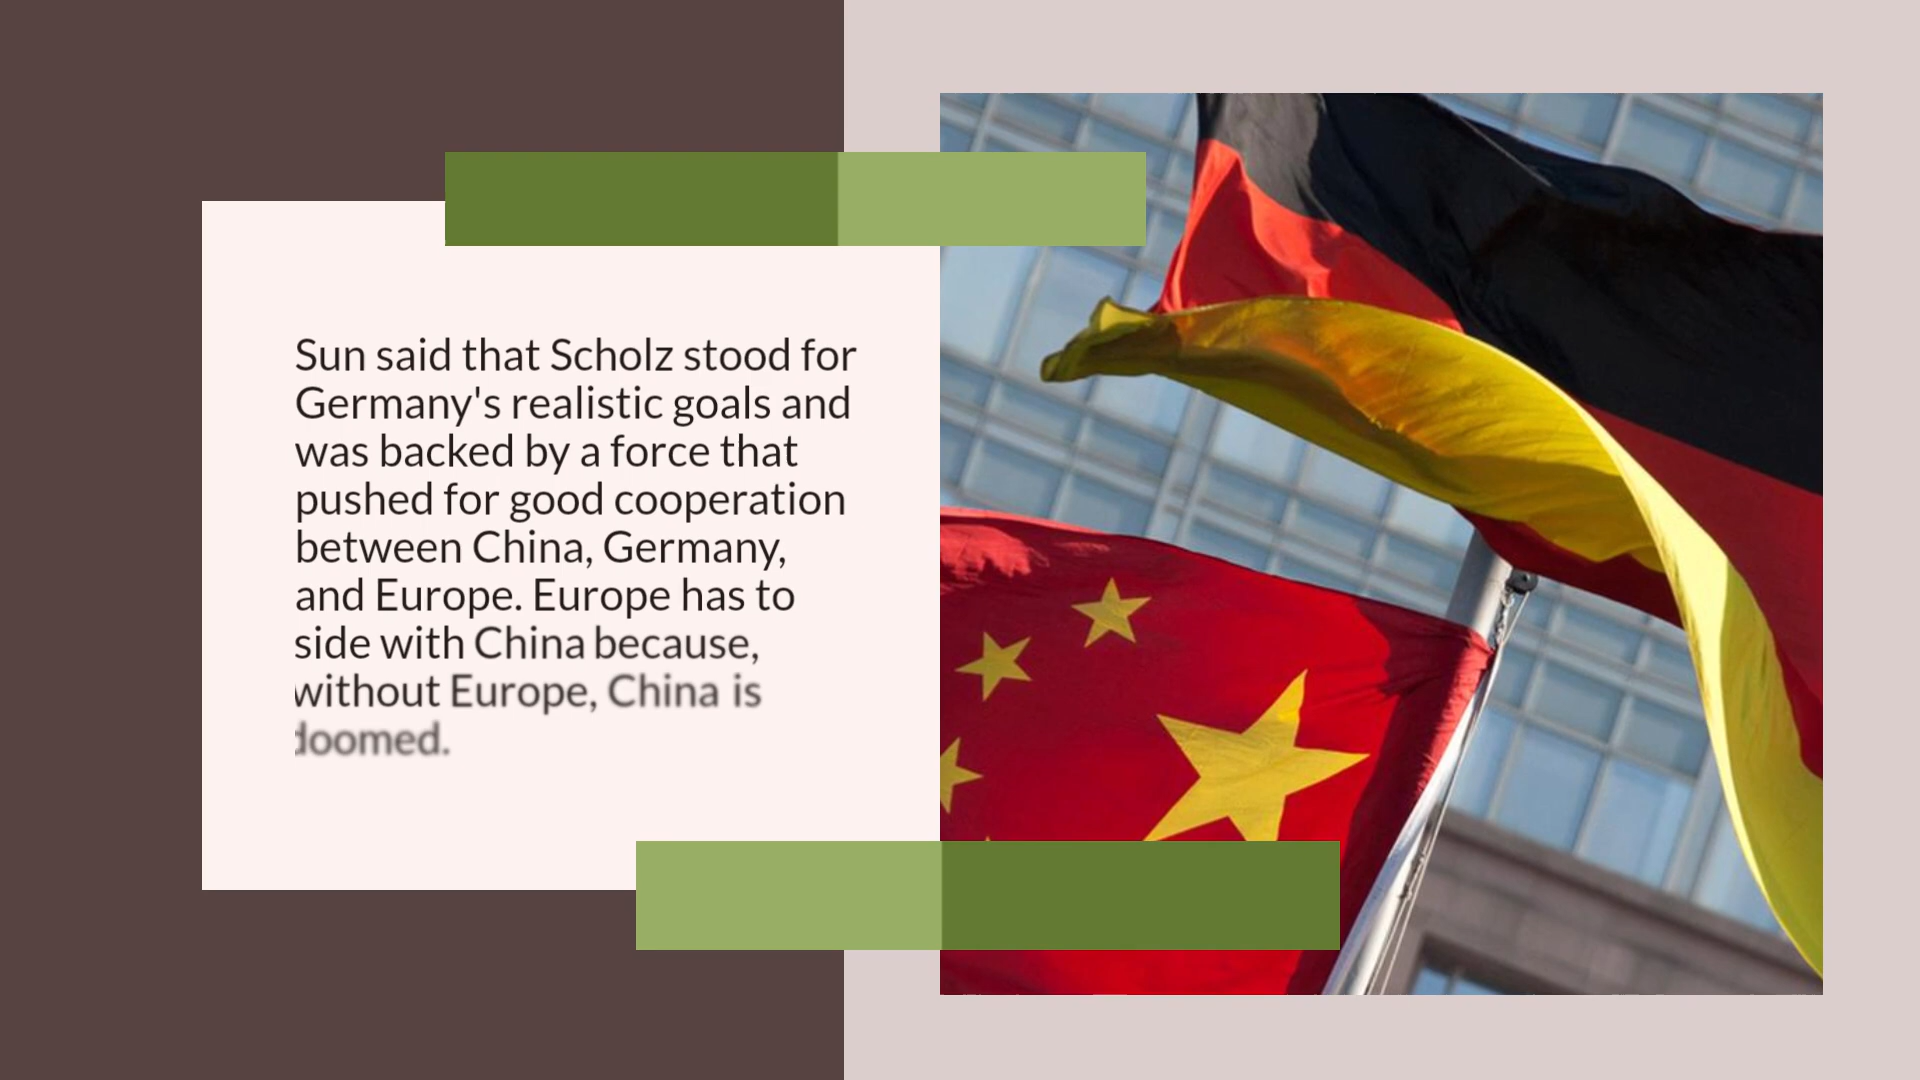 Sun said that Scholz stood for
Germany's realistic goals and
was backed by a force that
pushed for good cooperation
between China, Germany,
and Europe. Europe has to
side with China because,
without Europe, China is
doomed.